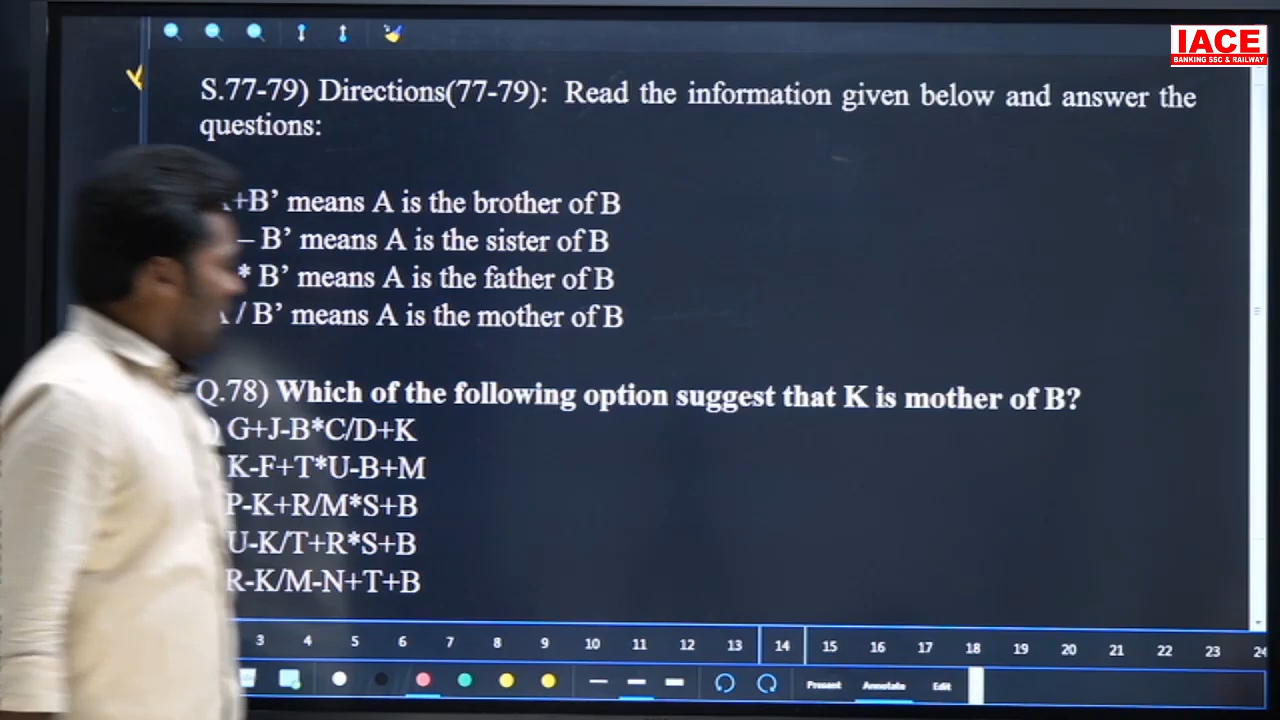 IACE
BANKING SSC & RAILWAY
S.77-79) Directions(77-79): Read the information given below and answer the
questions:
+B’ means A is the brother of B
– B’ means A is the sister of B
* B’ means A is the father of B
/ B’ means A is the mother of B
Q.78) Which of the following option suggest that K is mother of B?
) G+J-B*C/D+K
K-F+T*U-B+M
P-K+R/M*S+B
U-K/T+R*S+B
R-K/M-N+T+B
3 4 5 6 7 8 9 10 11 12 13 14 15 16 17 18 19 20 21 22 23 24
Present Annotate Edit